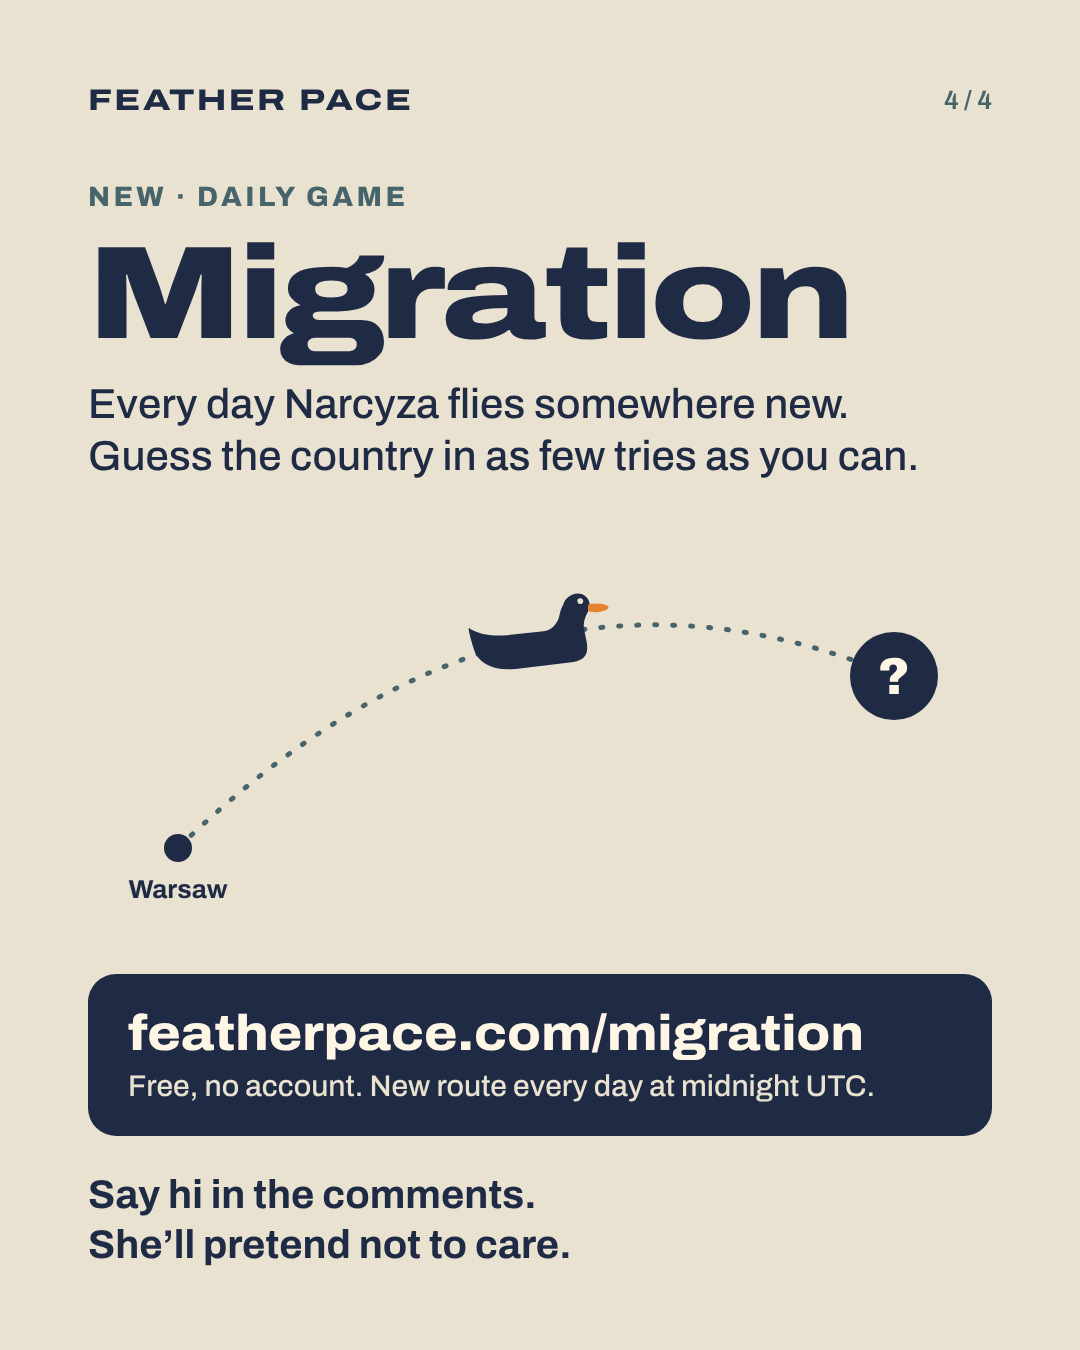 FEATHER PACE
4 / 4
NEW · DAILY GAME
Migration
Every day Narcyza flies somewhere new.
Guess the country in as few tries as you can.
?
Warsaw
featherpace.com/migration
Free, no account. New route every day at midnight UTC.
Say hi in the comments.
She’ll pretend not to care.